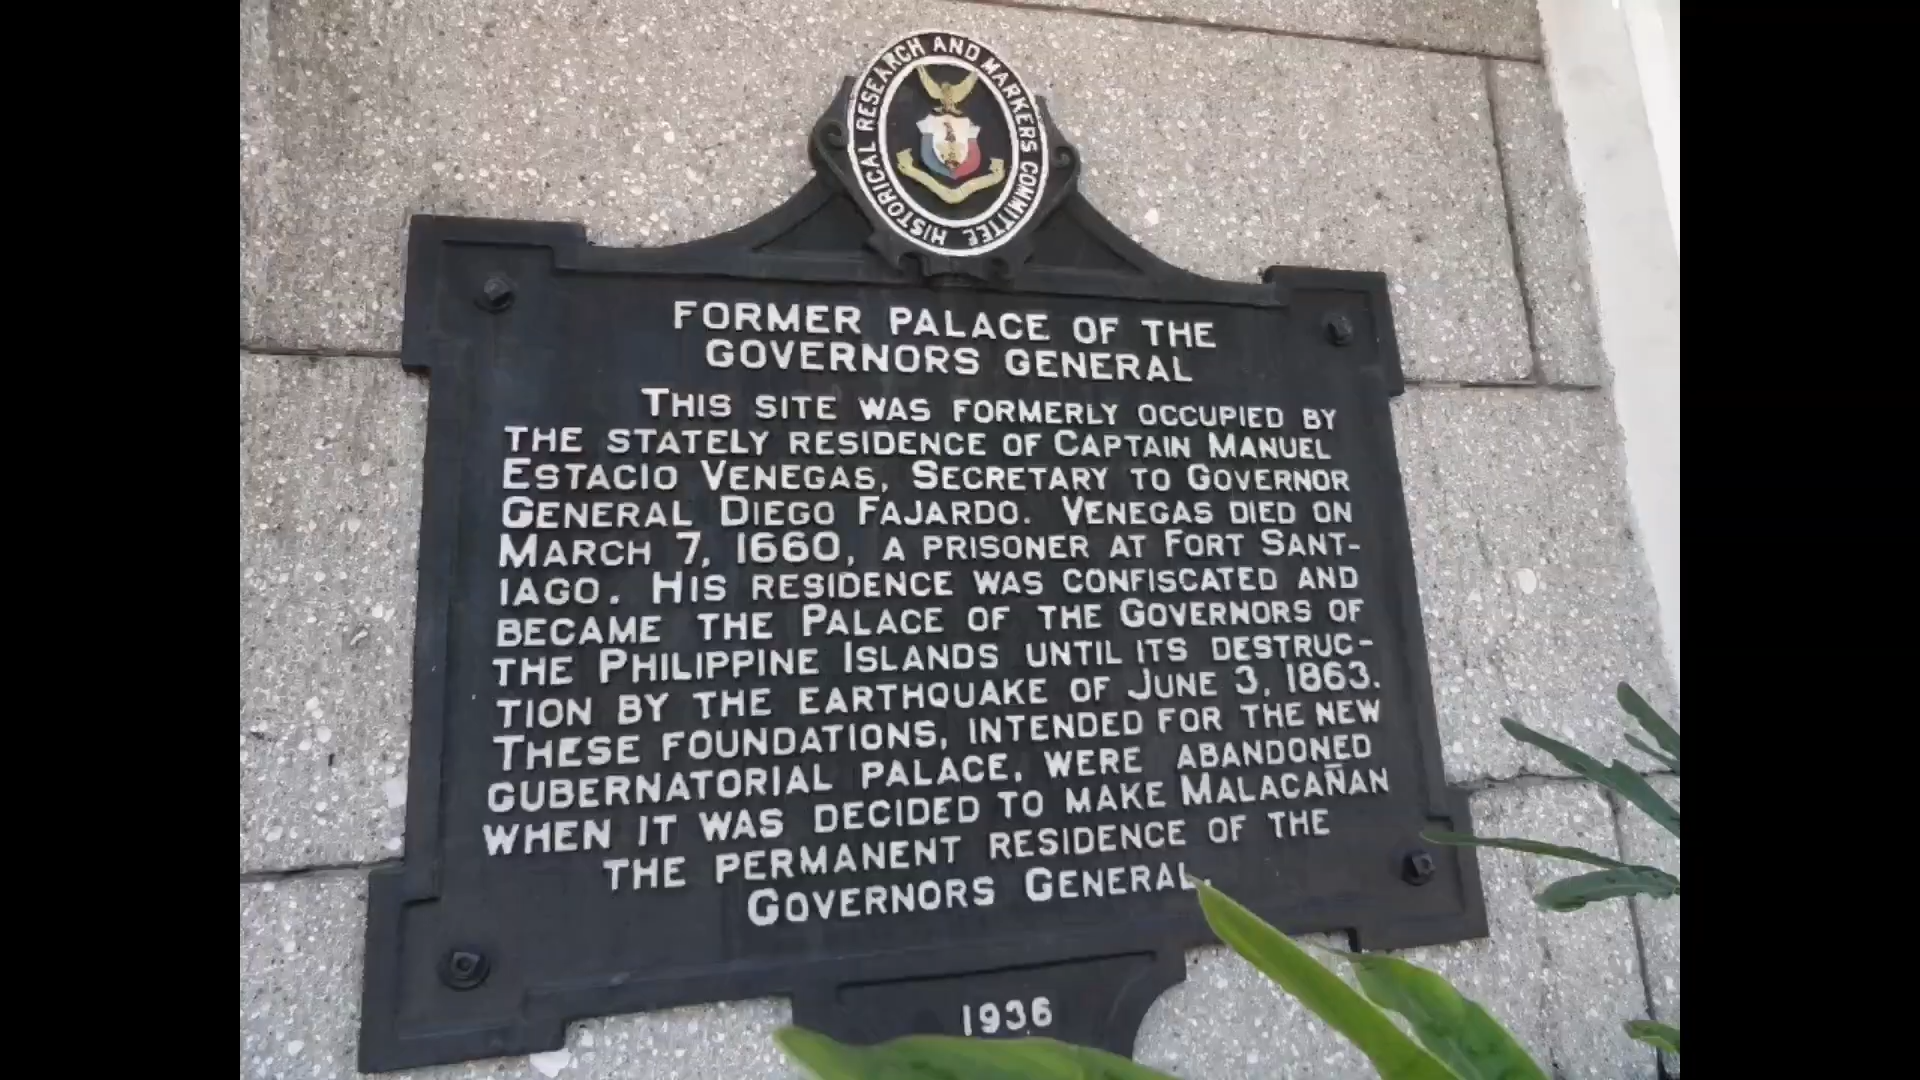 HISTORICAL RESEARCH AND MARKERS COMMITTEE
FORMER PALACE OF THE
GOVERNORS GENERAL
THIS SITE WAS FORMERLY OCCUPIED BY
THE STATELY RESIDENCE OF CAPTAIN MANUEL
ESTACIO VENEGAS, SECRETARY TO GOVERNOR
GENERAL DIEGO FAJARDO. VENEGAS DIED ON
MARCH 7, 1660, A PRISONER AT FORT SANT-
IAGO. HIS RESIDENCE WAS CONFISCATED AND
BECAME THE PALACE OF THE GOVERNORS OF
THE PHILIPPINE ISLANDS UNTIL ITS DESTRUC-
TION BY THE EARTHQUAKE OF JUNE 3, 1863.
THESE FOUNDATIONS, INTENDED FOR THE NEW
GUBERNATORIAL PALACE, WERE ABANDONED
WHEN IT WAS DECIDED TO MAKE MALACAÑAN
THE PERMANENT RESIDENCE OF THE
GOVERNORS GENERAL.
1936